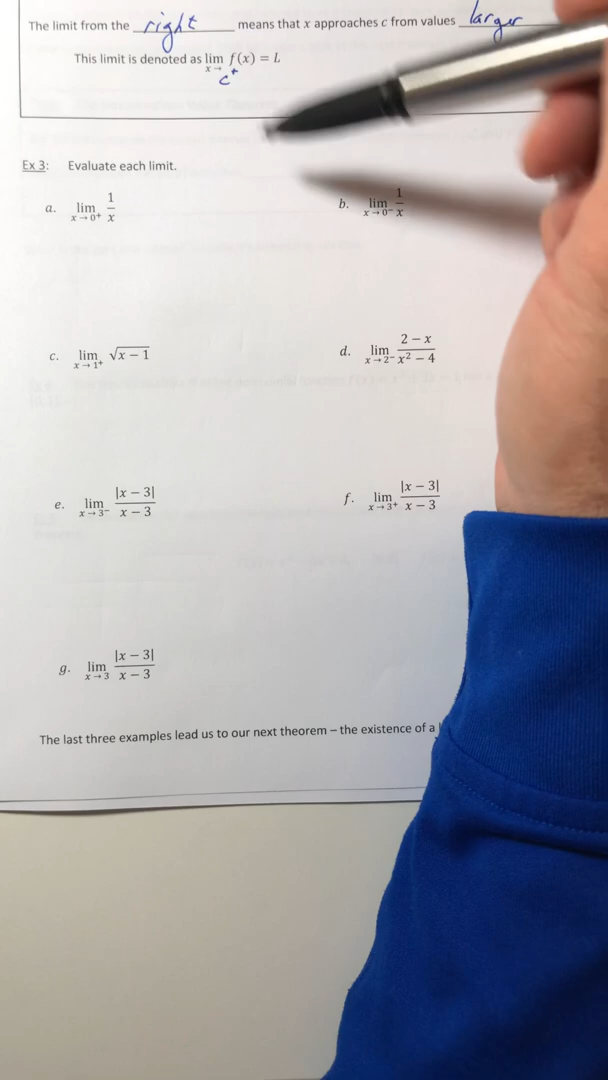 The limit from the right means that x approaches c from values larger
This limit is denoted as lim x→c⁺ f(x) = L
Ex 3: Evaluate each limit.
a. lim x→0⁺ 1/x
b. lim x→0⁻ 1/x
c. lim x→1⁺ √(x − 1)
d. lim x→2⁻ (2 − x)/(x² − 4)
e. lim x→3⁻ |x − 3|/(x − 3)
f. lim x→3⁺ |x − 3|/(x − 3)
g. lim x→3 |x − 3|/(x − 3)
The last three examples lead us to our next theorem – the existence of a